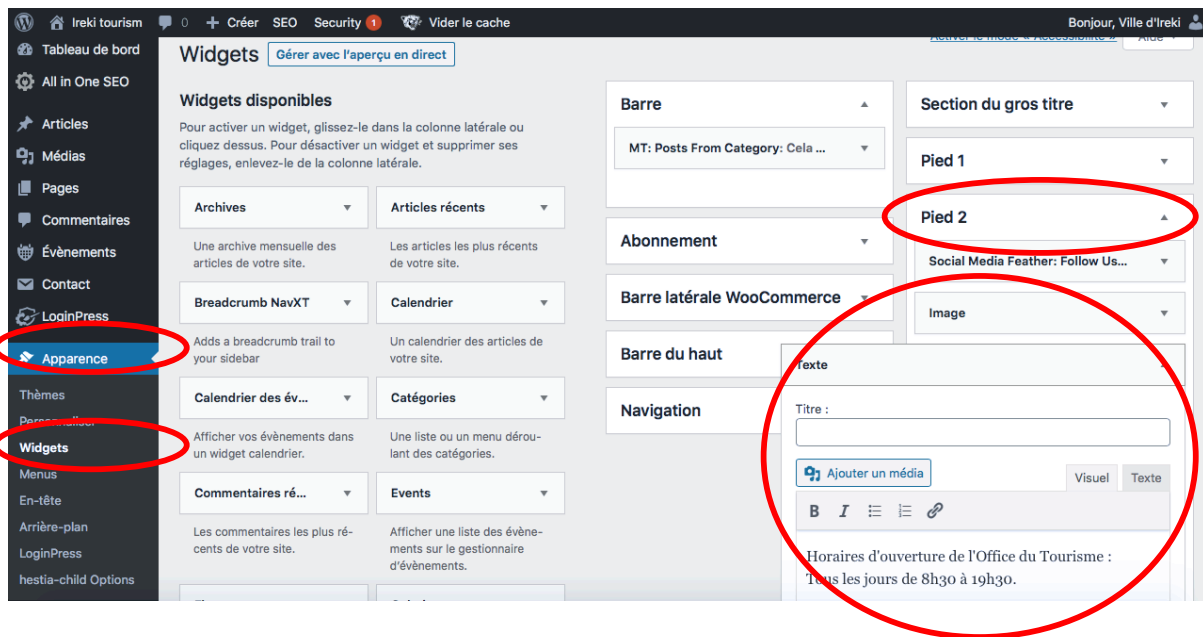 Ireki tourism 0 + Créer SEO Security 1 Vider le cache Bonjour, Ville d'Ireki
Tableau de bord
All in One SEO
Articles
Médias
Pages
Commentaires
Évènements
Contact
LoginPress
Apparence
Thèmes
Personnaliser
Widgets
Menus
En-tête
Arrière-plan
LoginPress
hestia-child Options
Widgets Gérer avec l'aperçu en direct
Activer le mode « Accessibilité » Aide
Widgets disponibles
Pour activer un widget, glissez-le dans la colonne latérale ou
cliquez dessus. Pour désactiver un widget et supprimer ses
réglages, enlevez-le de la colonne latérale.
Archives
Une archive mensuelle des
articles de votre site.
Articles récents
Les articles les plus récents
de votre site.
Breadcrumb NavXT
Adds a breadcrumb trail to
your sidebar
Calendrier
Un calendrier des articles de
votre site.
Calendrier des év...
Afficher vos évènements dans
un widget calendrier.
Catégories
Une liste ou un menu dérou-
lant des catégories.
Commentaires ré...
Les commentaires les plus ré-
cents de votre site.
Events
Afficher une liste des évène-
ments sur le gestionnaire
d'évènements.
Barre
MT: Posts From Category: Cela ...
Abonnement
Barre latérale WooCommerce
Barre du haut
Navigation
Section du gros titre
Pied 1
Pied 2
Social Media Feather: Follow Us...
Image
Texte
Titre :
Ajouter un média
Visuel Texte
B I
Horaires d'ouverture de l'Office du Tourisme :
Tous les jours de 8h30 à 19h30.